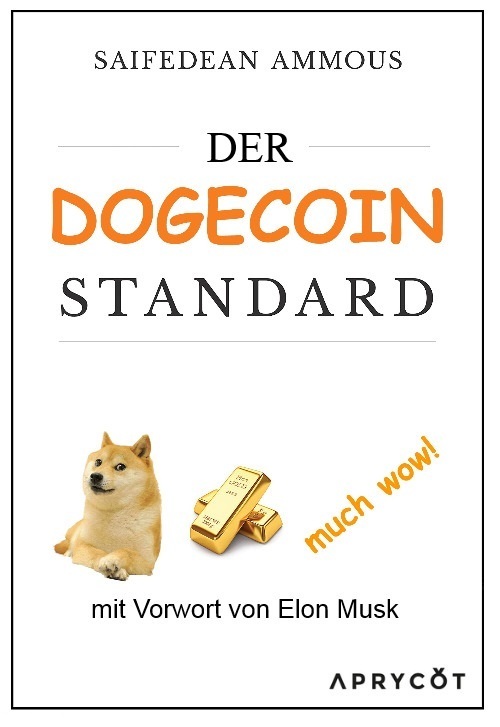 SAIFEDEAN AMMOUS
DER
DOGECOIN
STANDARD
much wow!
mit Vorwort von Elon Musk
APRYCOT